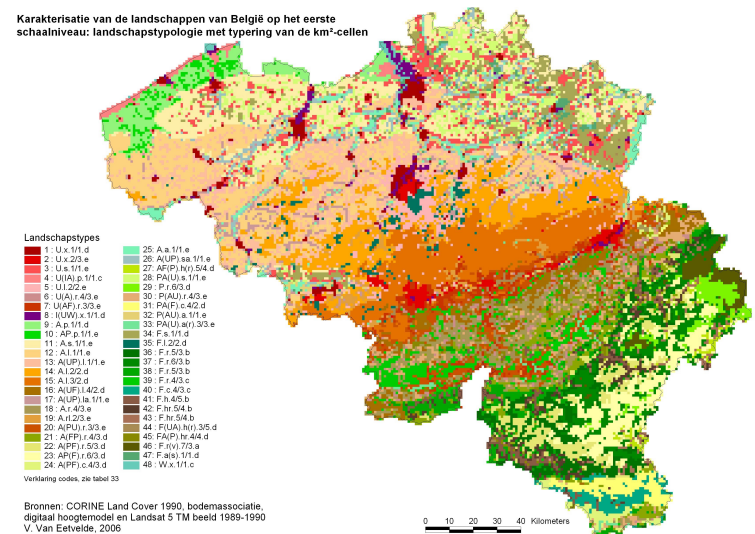 Karakterisatie van de landschappen van België op het eerste
schaalniveau: landschapstypologie met typering van de km²-cellen
Landschapstypes
1 : U.x.1/1.d
2 : U.x.2/3.e
3 : U.s.1/1.e
4 : U(IA).p.1/1.c
5 : U.l.2/2.e
6 : U(A).r.4/3.e
7 : U(AF).r.3/3.e
8 : I(UW).x.1/1.d
9 : A.p.1/1.d
10 : AP.p.1/1.e
11 : A.s.1/1.e
12 : A.l.1/1.e
13 : A(UP).l.1/1.e
14 : A.l.2/2.d
15 : A.l.3/2.d
16 : A(UF).l.4/2.d
17 : A(UP).la.1/1.e
18 : A.r.4/3.e
19 : A.rl.2/3.e
20 : A(PU).r.3/3.e
21 : A(FP).r.4/3.d
22 : A(PF).r.5/3.d
23 : AP(F).r.6/3.d
24 : A(PF).c.4/3.d
25: A.a.1/1.e
26: A(UP).sa.1/1.e
27: AF(P).h(r).5/4.d
28: PA(U).s.1/1.e
29 : P.r.6/3.d
30 : P(AU).r.4/3.e
31: PA(F).c.4/2.d
32: P(AU).a.1/1.e
33: PA(U).a(r).3/3.e
34: F.s.1/1.d
35: F.l.2/2.d
36 : F.r.5/3.b
37 : F.r.6/3.b
38 : F.r.5/3.b
39 : F.r.4/3.c
40 : F.c.4/3.c
41: F.h.4/5.b
42: F.hr.5/4.b
43 : F.hr.5/4.b
44 : F(UA).h(r).3/5.d
45: FA(P).hr.4/4.d
46 : F.r(v).7/3.a
47: F.a(s).1/1.d
48 : W.x.1/1.c
Verklaring codes, zie tabel 33
Bronnen: CORINE Land Cover 1990, bodemassociatie,
digitaal hoogtemodel en Landsat 5 TM beeld 1989-1990
V. Van Eetvelde, 2006
0 10 20 30 40 Kilometers